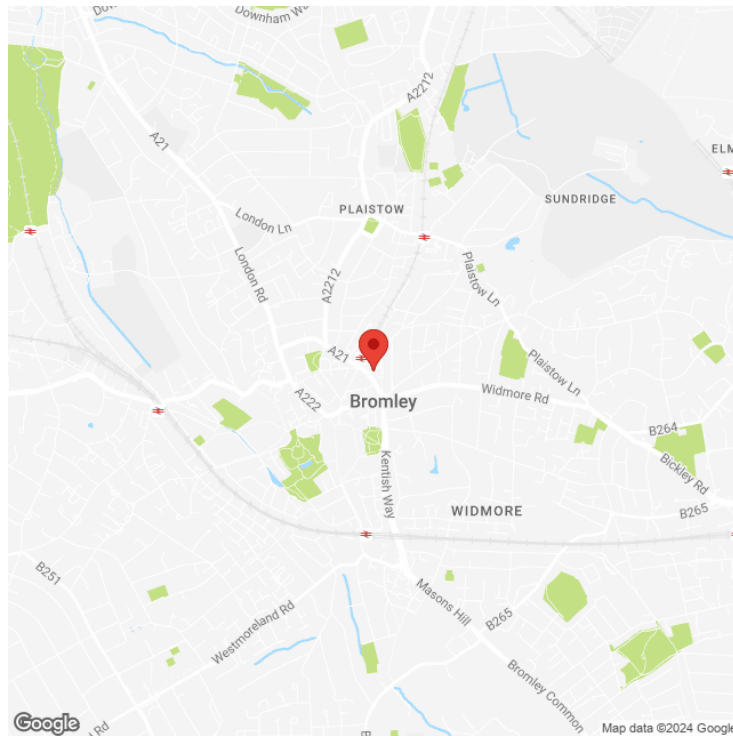 Downham Wa
A2212
A21
ELM
SUNDRIDGE
PLAISTOW
London Ln
London Rd
A2212
Plaistow Ln
A21
Plaistow Ln
Widmore Rd
Bromley
A222
B264
Bickley Rd
Kentish Way
WIDMORE
B265
B251
Masons Hill
B265
Westmoreland Rd
Bromley Common
Rd
B
Google
Map data ©2024 Google